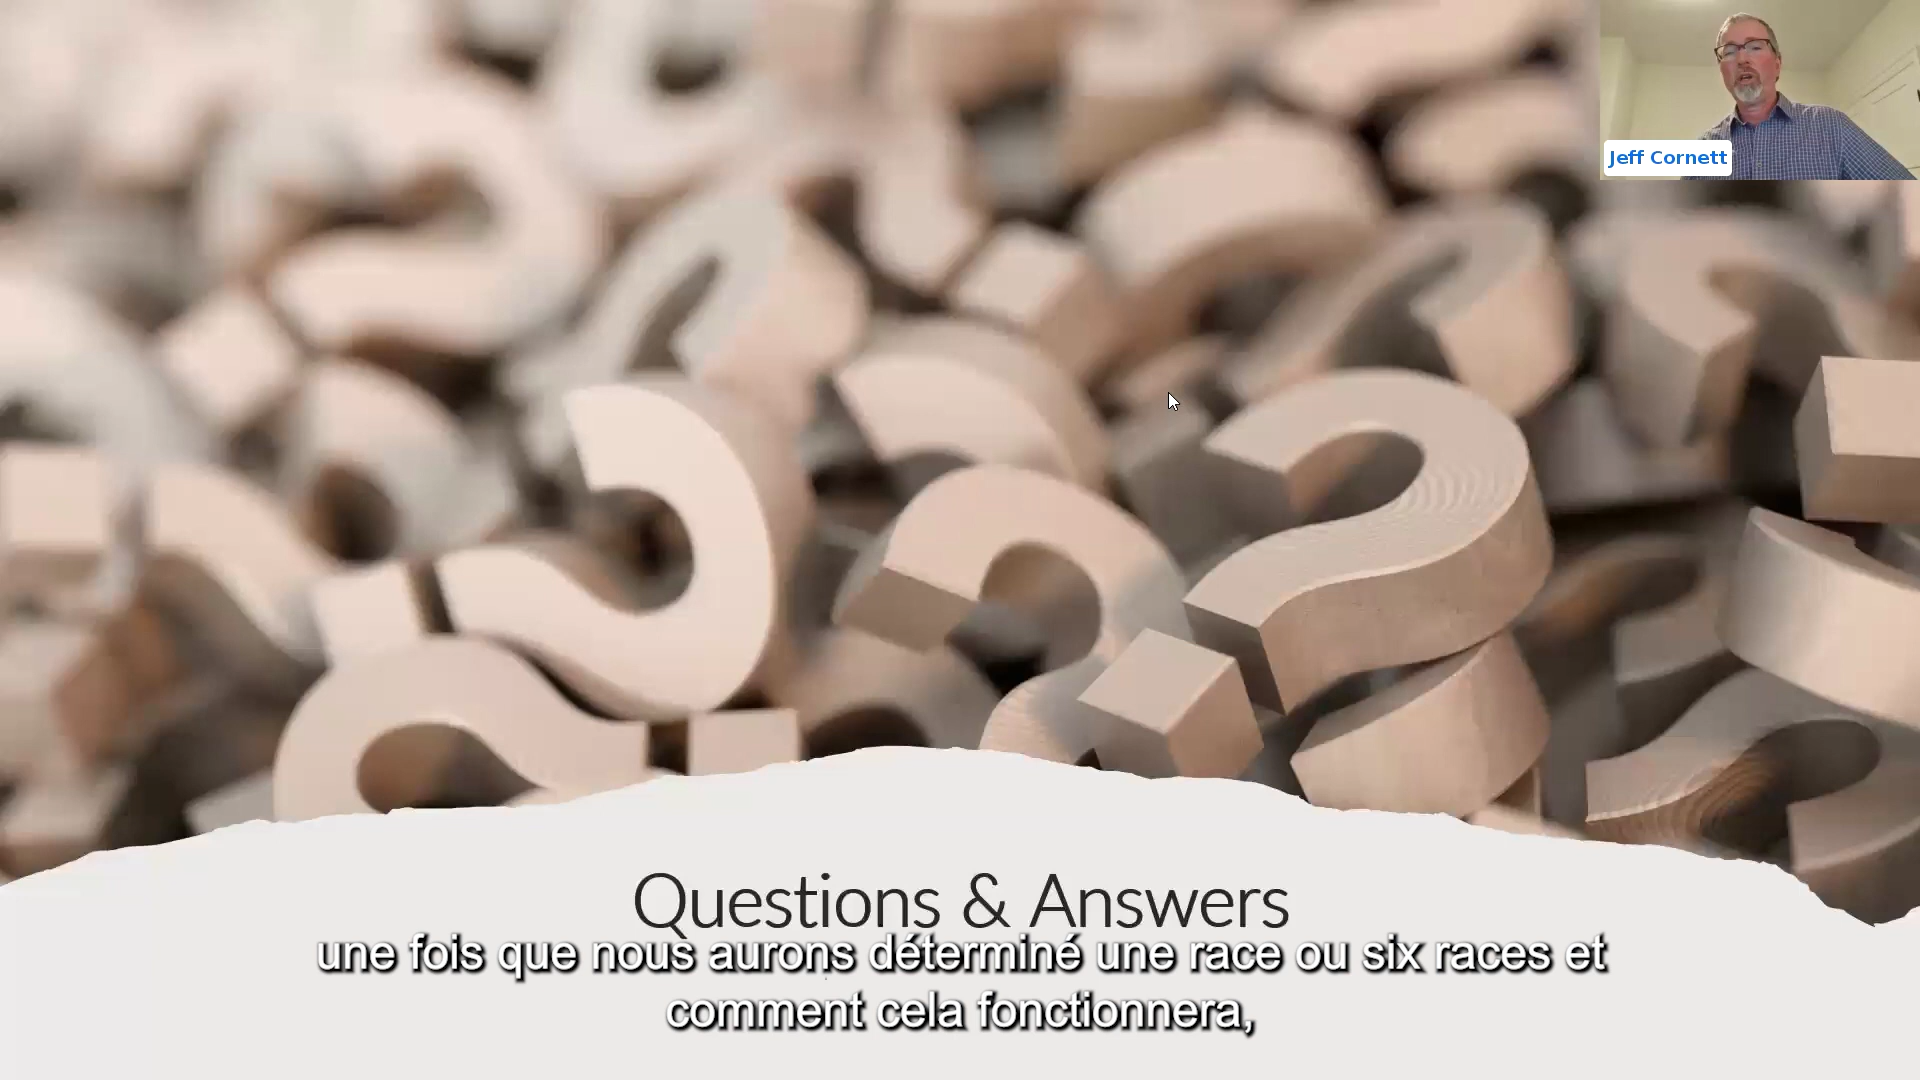 Jeff Cornett
Questions & Answers
une fois que nous aurons déterminé une race ou six races et
comment cela fonctionnera,